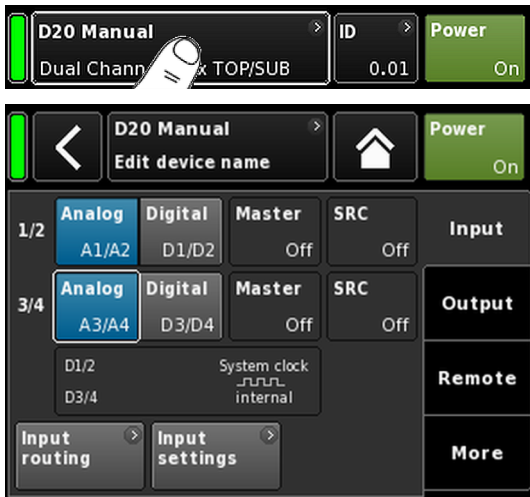 D20 Manual
ID
Power
Dual Chann x TOP/SUB
0.01
On
D20 Manual
Edit device name
Power
On
1/2
Analog
A1/A2
Digital
D1/D2
Master
Off
SRC
Off
Input
3/4
Analog
A3/A4
Digital
D3/D4
Master
Off
SRC
Off
Output
D1/2
D3/4
System clock
internal
Remote
Input routing
Input settings
More